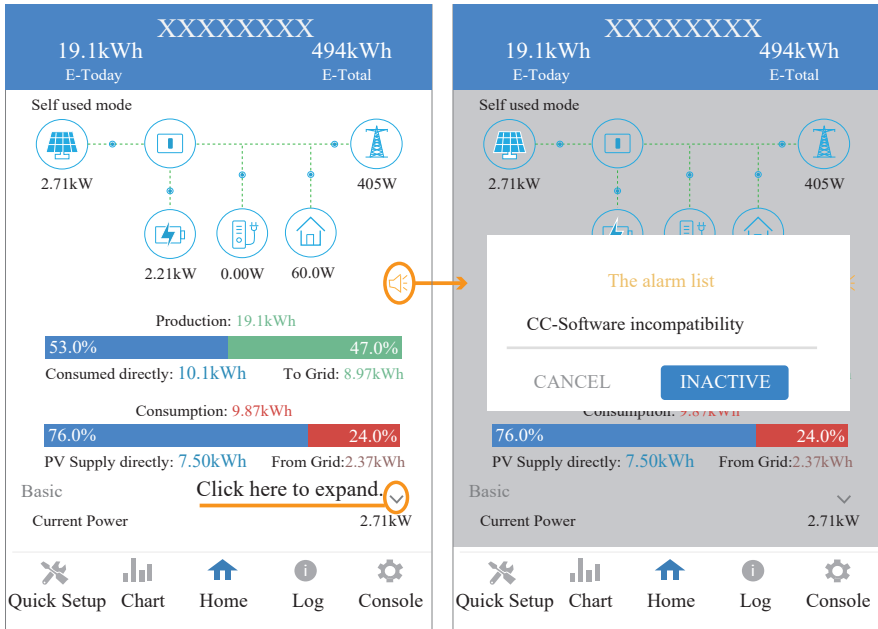 XXXXXXXX
19.1kWh 494kWh
E-Today E-Total
Self used mode
2.71kW 405W
2.21kW 0.00W 60.0W
Production: 19.1kWh
53.0% 47.0%
Consumed directly: 10.1kWh To Grid: 8.97kWh
Consumption: 9.87kWh
76.0% 24.0%
PV Supply directly: 7.50kWh From Grid:2.37kWh
Basic Click here to expand.
Current Power 2.71kW
Quick Setup Chart Home Log Console
XXXXXXXX
19.1kWh 494kWh
E-Today E-Total
Self used mode
2.71kW 405W
The alarm list
CC-Software incompatibility
CANCEL INACTIVE
Consumption: 9.87kWh
76.0% 24.0%
PV Supply directly: 7.50kWh From Grid:2.37kWh
Basic
Current Power 2.71kW
Quick Setup Chart Home Log Console